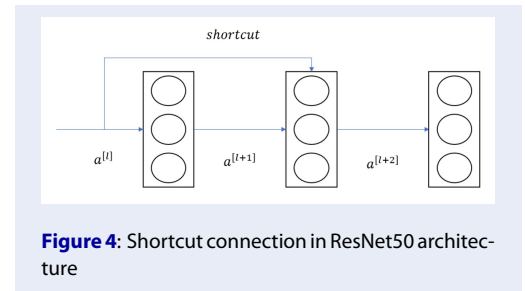 shortcut
a^[l]
a^[l+1]
a^[l+2]
Figure 4: Shortcut connection in ResNet50 architec-
ture